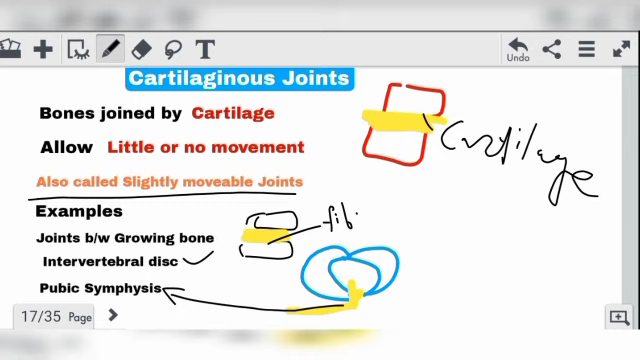 Undo
Cartilaginous Joints
Bones joined by Cartilage
Allow Little or no movement
Cartilage
Also called Slightly moveable Joints
Examples
fib
Joints b/w Growing bone
Intervertebral disc
Pubic Symphysis
17/35 Page